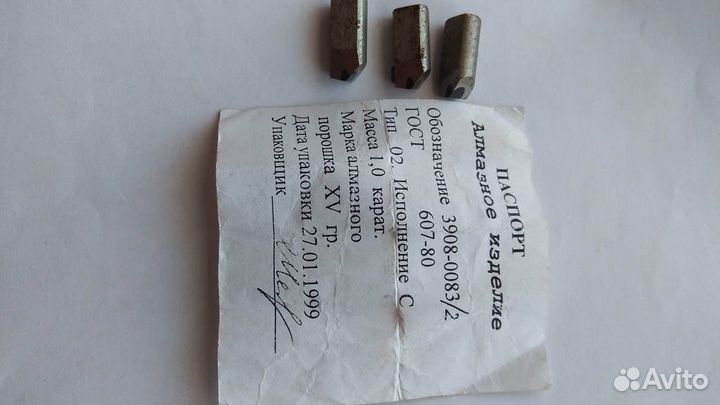 ПАСПОРТ
Алмазное изделие
Обозначение 3908-0083/2
ГОСТ 607-80
Тип 02. Исполнение С
Масса 1,0 карат.
Марка алмазного
порошка XV гр.
Дата упаковки 27.01.1999
Упаковщик
Avito